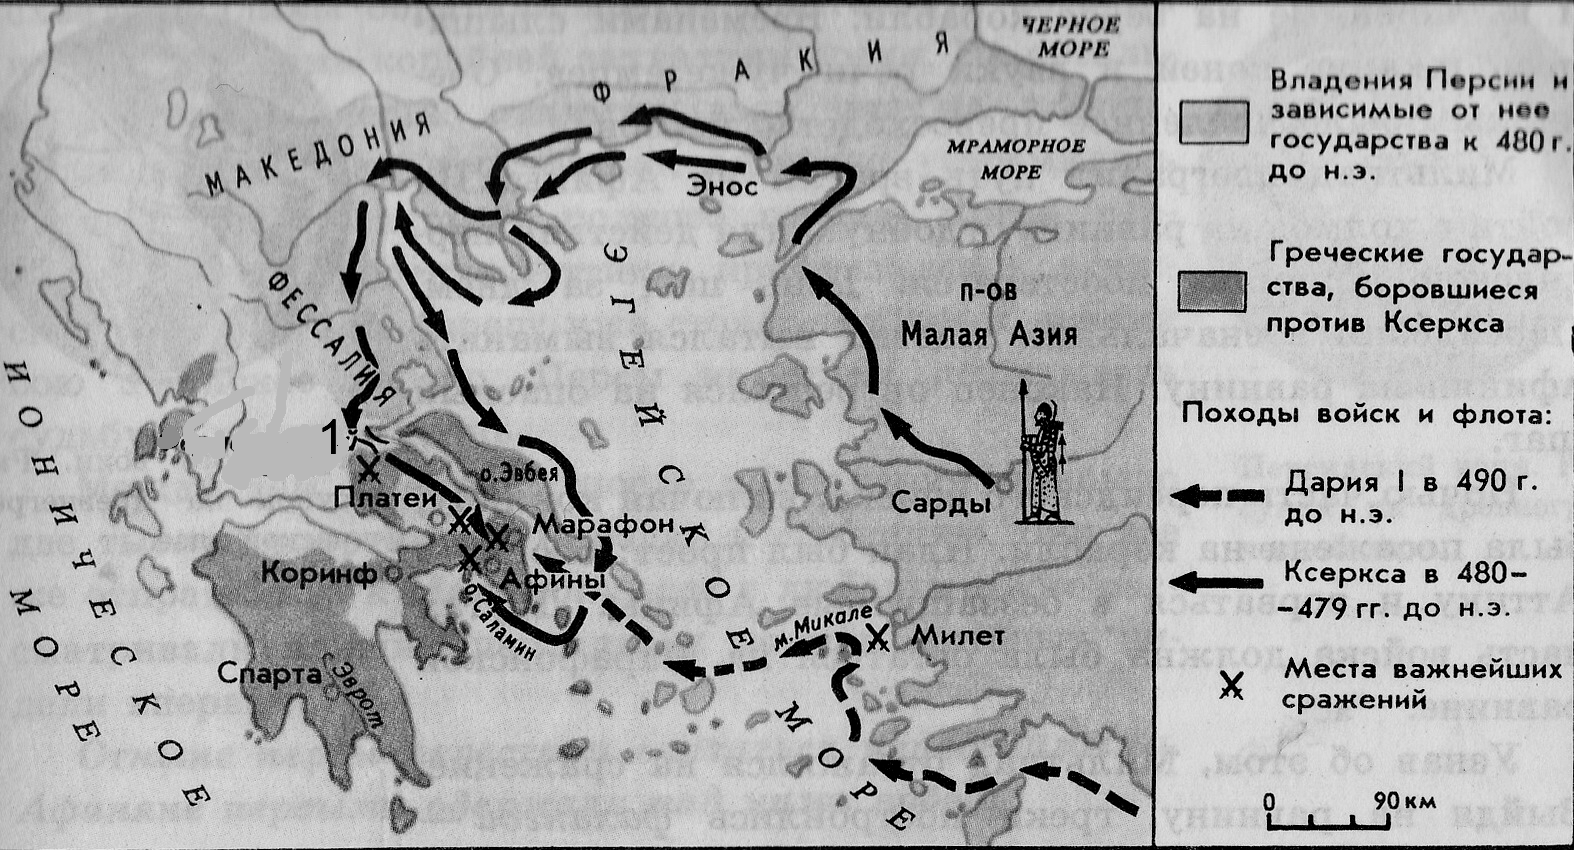 ЧЕРНОЕ
МОРЕ
ФРАКИЯ
МАКЕДОНИЯ
МРАМОРНОЕ
МОРЕ
Энос
ЭГЕЙСКОЕ МОРЕ
ФЕССАЛИЯ
п-ов
Малая Азия
ИОНИЧЕСКОЕ
МОРЕ
1
о.Эвбея
Платеи
Сарды
Марафон
Коринф
Афины
о.Саламин
м.Микале
Милет
Спарта
с.Эврот
Владения Персии и
зависимые от нее
государства к 480 г.
до н.э.
Греческие государ-
ства, боровшиеся
против Ксеркса
Походы войск и флота:
Дария I в 490 г.
до н.э.
Ксеркса в 480–
–479 гг. до н.э.
Места важнейших
сражений
0 90 км